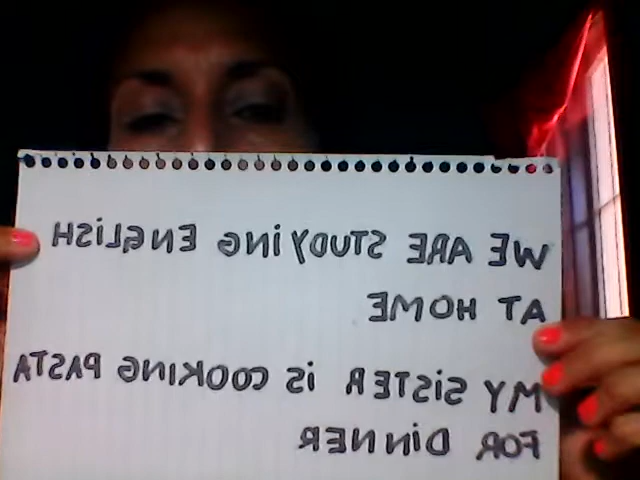 WE ARE STUDYING ENGLISH
AT HOME
MY SISTER IS COOKING PASTA
FOR DINNER